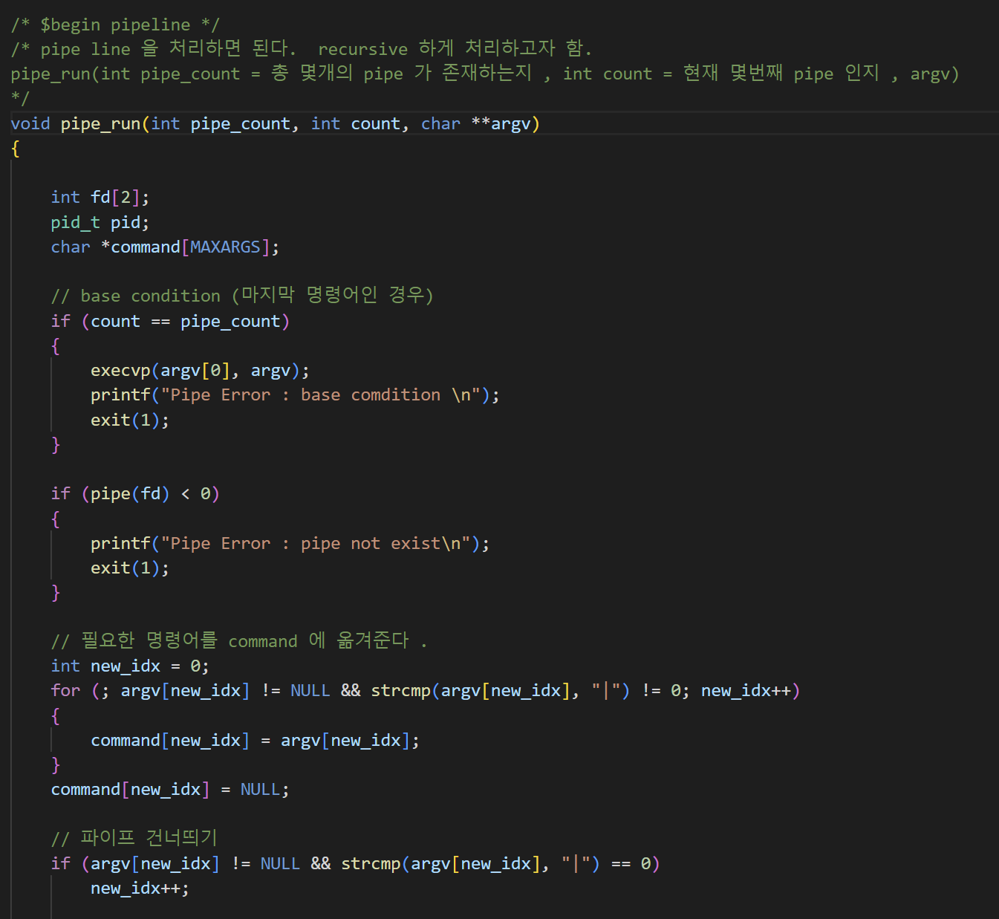 /* $begin pipeline */
/* pipe line 을 처리하면 된다.  recursive 하게 처리하고자 함.
pipe_run(int pipe_count = 총 몇개의 pipe 가 존재하는지 , int count = 현재 몇번째 pipe 인지 , argv)
*/
void pipe_run(int pipe_count, int count, char **argv)
{
    int fd[2];
    pid_t pid;
    char *command[MAXARGS];
    // base condition (마지막 명령어인 경우)
    if (count == pipe_count)
    {
        execvp(argv[0], argv);
        printf("Pipe Error : base comdition \n");
        exit(1);
    }
    if (pipe(fd) < 0)
    {
        printf("Pipe Error : pipe not exist\n");
        exit(1);
    }
    // 필요한 명령어를 command 에 옮겨준다 .
    int new_idx = 0;
    for (; argv[new_idx] != NULL && strcmp(argv[new_idx], "|") != 0; new_idx++)
    {
        command[new_idx] = argv[new_idx];
    }
    command[new_idx] = NULL;
    // 파이프 건너띄기
    if (argv[new_idx] != NULL && strcmp(argv[new_idx], "|") == 0)
        new_idx++;